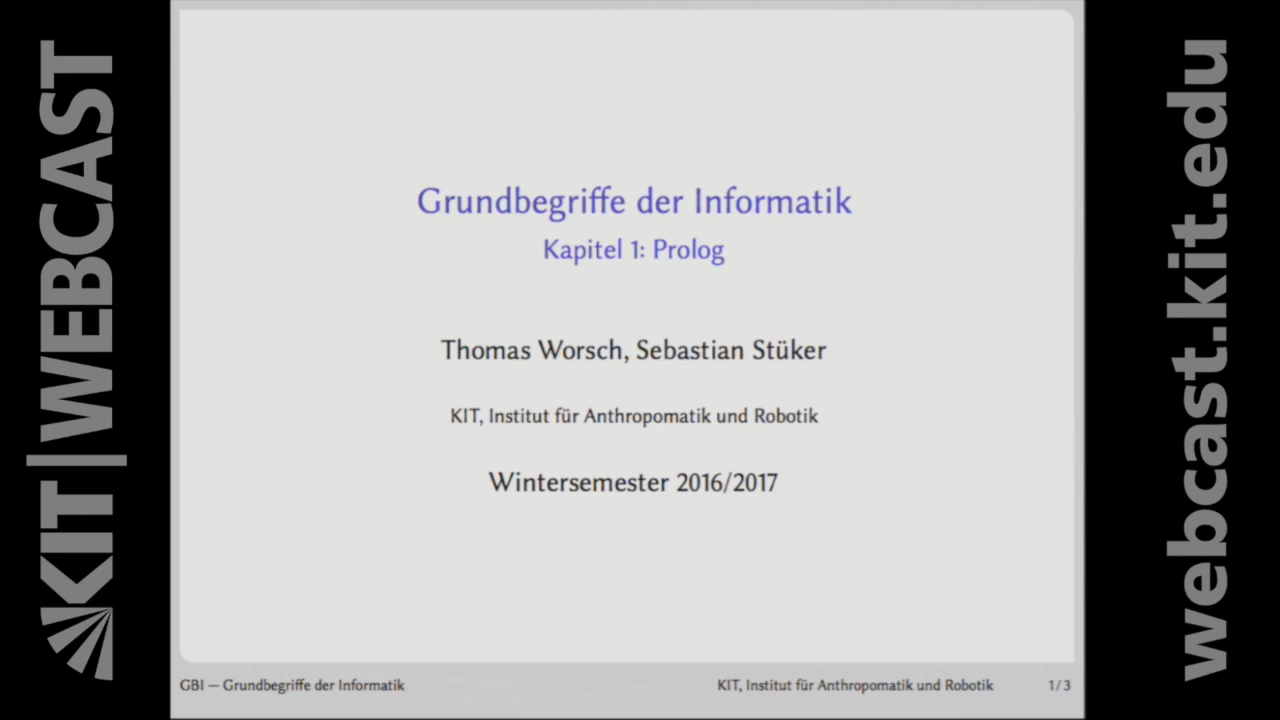 KIT|WEBCAST
Grundbegriffe der Informatik
Kapitel 1: Prolog
Thomas Worsch, Sebastian Stüker
KIT, Institut für Anthropomatik und Robotik
Wintersemester 2016/2017
GBI — Grundbegriffe der Informatik
KIT, Institut für Anthropomatik und Robotik
1/3
webcast.kit.edu